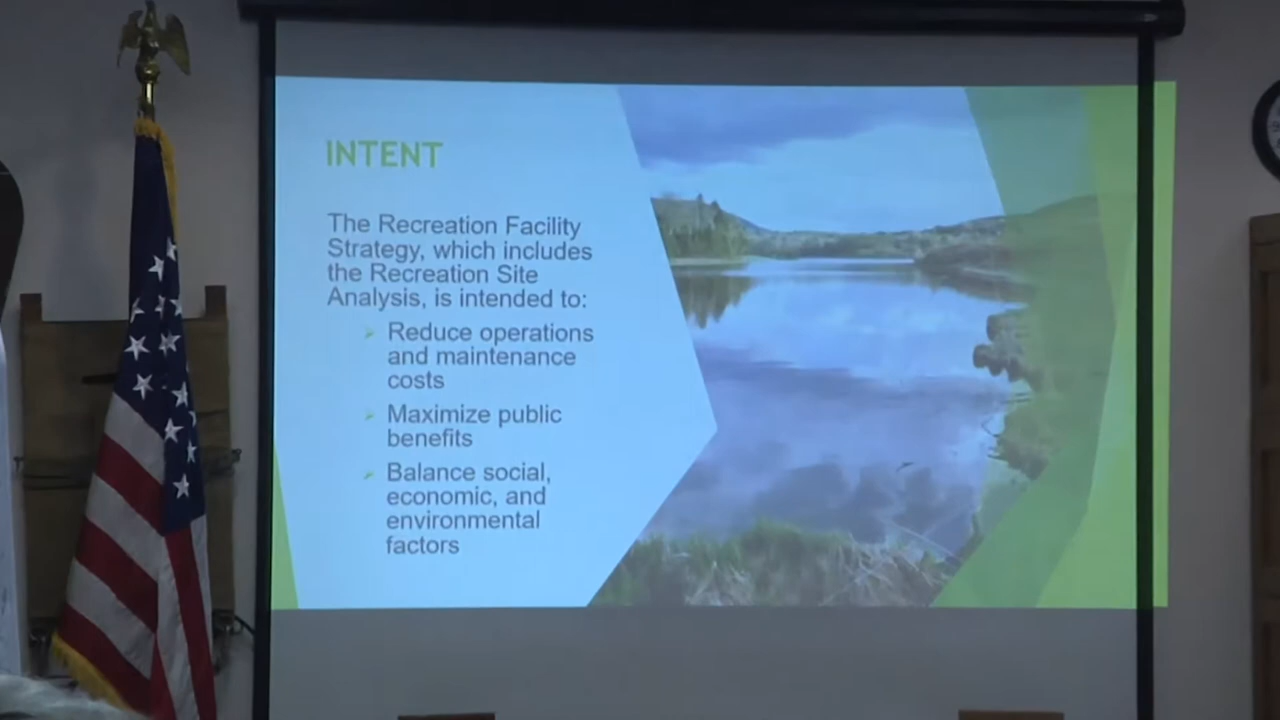 INTENT
The Recreation Facility
Strategy, which includes
the Recreation Site
Analysis, is intended to:
Reduce operations
and maintenance
costs
Maximize public
benefits
Balance social,
economic, and
environmental
factors